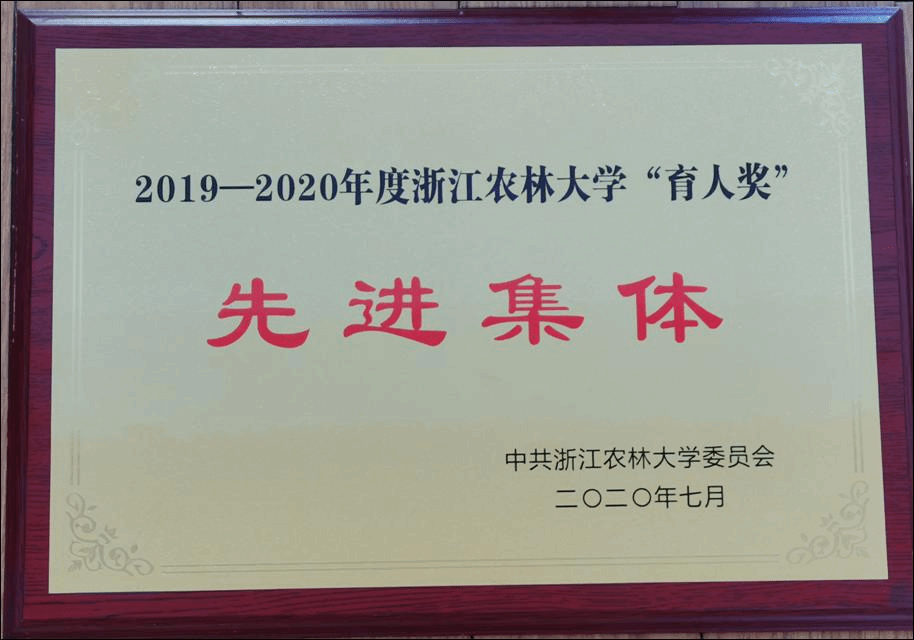 2019—2020年度浙江农林大学“育人奖”
先进集体
中共浙江农林大学委员会
二〇二〇年七月